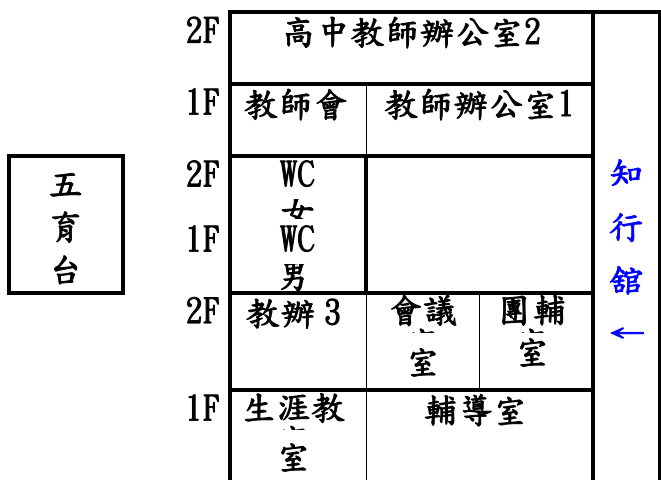 2F 高中教師辦公室2
1F 教師會 教師辦公室1
五育台
2F WC 女
1F WC 男
2F 教辦3 會議室 團輔室
1F 生涯教室 輔導室
知行館←